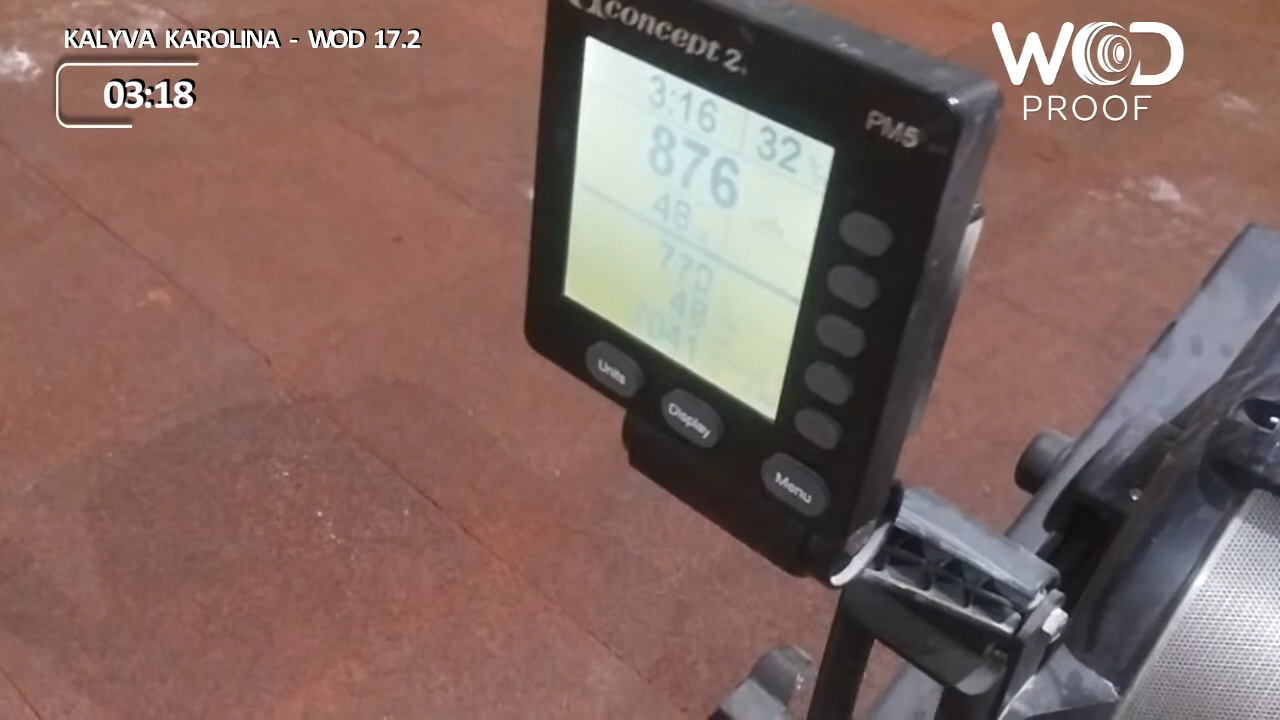 KALYVA KAROLINA - WOD 17.2
03:18
WOD
PROOF
concept 2.
PM5
3:16 32
876
48
770
48
Units
Display
Menu